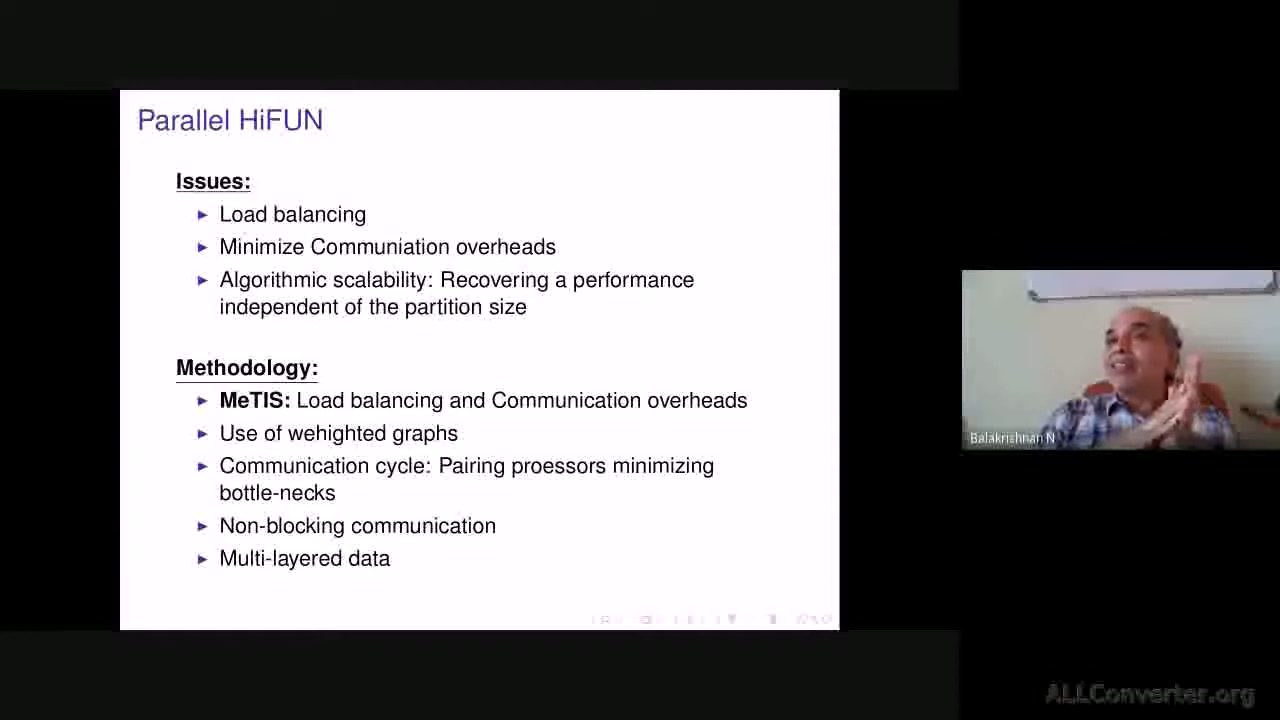 Parallel HiFUN
Issues:
Load balancing
Minimize Communiation overheads
Algorithmic scalability: Recovering a performance
independent of the partition size
Methodology:
MeTIS: Load balancing and Communication overheads
Use of wehighted graphs
Communication cycle: Pairing proessors minimizing
bottle-necks
Non-blocking communication
Multi-layered data
Balakrishnan N
ALLConverter.org